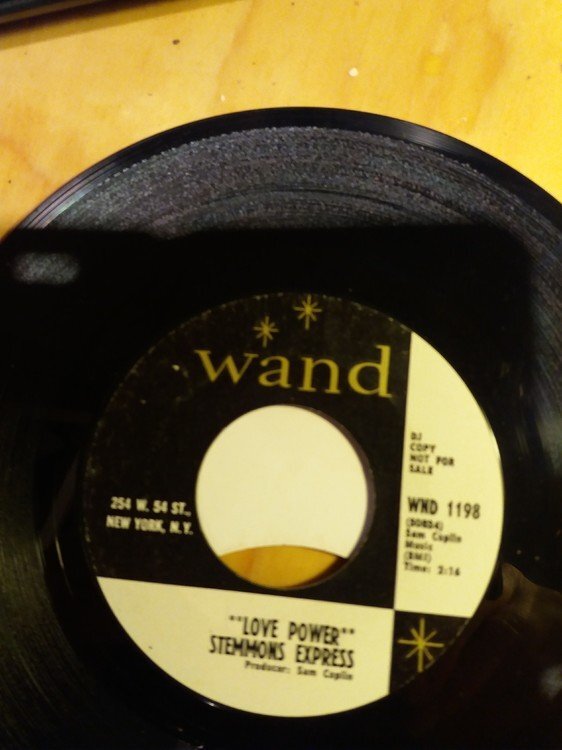 wand
DJ
COPY
NOT FOR
SALE
254 W. 54 ST.,
NEW YORK, N.Y.
WND 1198
Sam Coplin
Music
(BMI)
Time: 2:16
"LOVE POWER"
STEMMONS EXPRESS
Producer: Sam Coplin